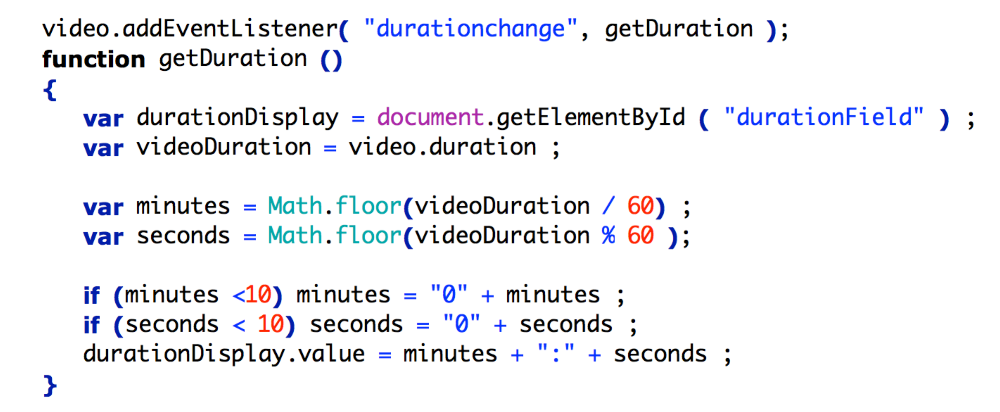 video.addEventListener( "durationchange", getDuration );
function getDuration ()
{
   var durationDisplay = document.getElementById ( "durationField" ) ;
   var videoDuration = video.duration ;

   var minutes = Math.floor(videoDuration / 60) ;
   var seconds = Math.floor(videoDuration % 60 );

   if (minutes <10) minutes = "0" + minutes ;
   if (seconds < 10) seconds = "0" + seconds ;
   durationDisplay.value = minutes + ":" + seconds ;
}